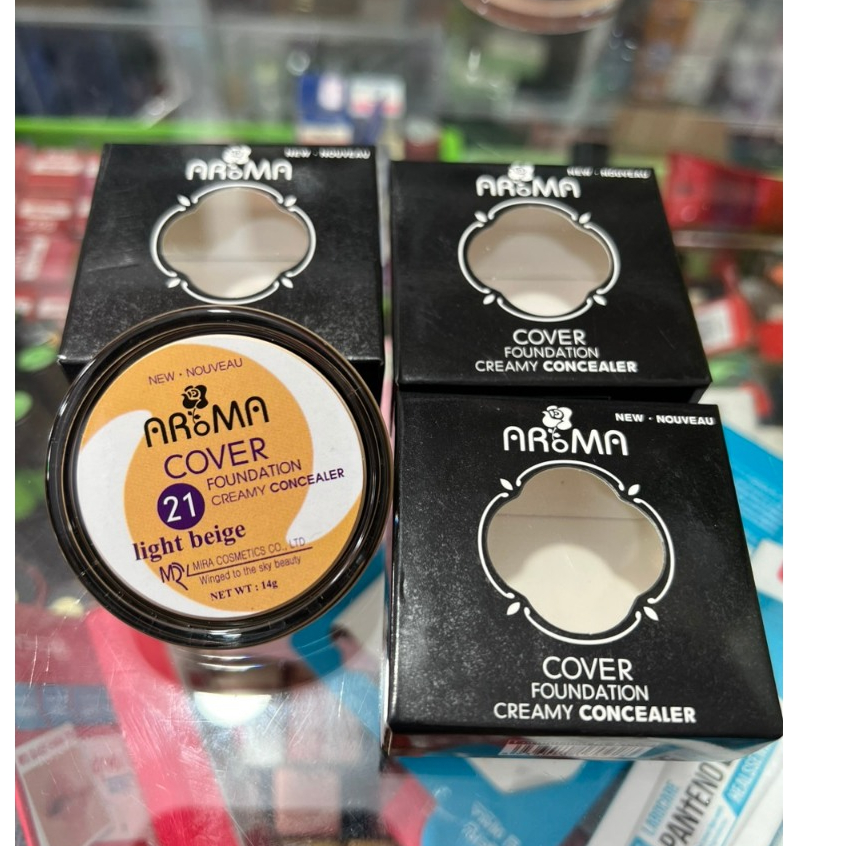 NEW · NOUVEAU
AROMA
NEW · NOUVEAU
AROMA
COVER
FOUNDATION
CREAMY CONCEALER
NEW · NOUVEAU
AROMA
COVER
FOUNDATION
CREAMY CONCEALER
21
light beige
MR MIRA COSMETICS CO., LTD
Winged to the sky beauty
NET WT : 14g
NEW · NOUVEAU
AROMA
COVER
FOUNDATION
CREAMY CONCEALER
PANTENO